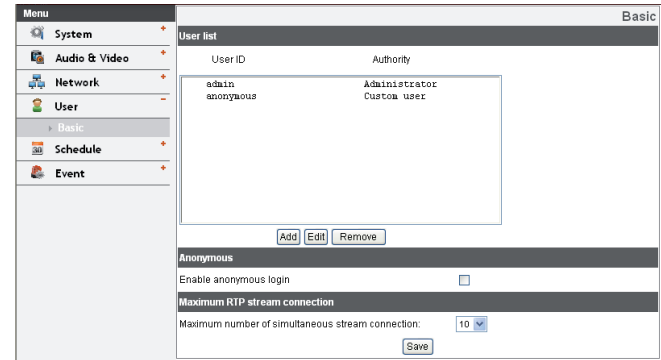 Menu
Basic
System
User list
Audio & Video
User ID Authority
Network
admin Administrator
anonymous Custom user
User
Basic
30 Schedule
Event
Add Edit Remove
Anonymous
Enable anonymous login
Maximum RTP stream connection
Maximum number of simultaneous stream connection: 10
Save